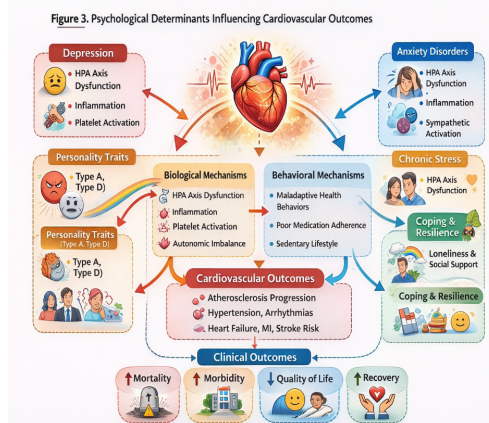 Figure 3. Psychological Determinants Influencing Cardiovascular Outcomes
Depression
HPA Axis
Dysfunction
Inflammation
Platelet Activation
Anxiety Disorders
HPA Axis
Dysfunction
Inflammation
Sympathetic
Activation
Personality Traits
Type A,
Type D)
Personality Traits
(Type A, Type D)
Type A,
Type D)
Biological Mechanisms
HPA Axis Dysfunction
Inflammation
Platelet Activation
Autonomic Imbalance
Behavioral Mechanisms
Maladaptive Health
Behaviors
Poor Medication Adherence
Sedentary Lifestyle
Chronic Stress
HPA Axis
Dysfunction
Coping &
Resilience
Loneliness &
Social Support
Coping & Resilience
Cardiovascular Outcomes
Atherosclerosis Progression
Hypertension, Arrhythmias
Heart Failure, MI, Stroke Risk
Clinical Outcomes
↑ Mortality
↑ Morbidity
↓ Quality of Life
↑ Recovery